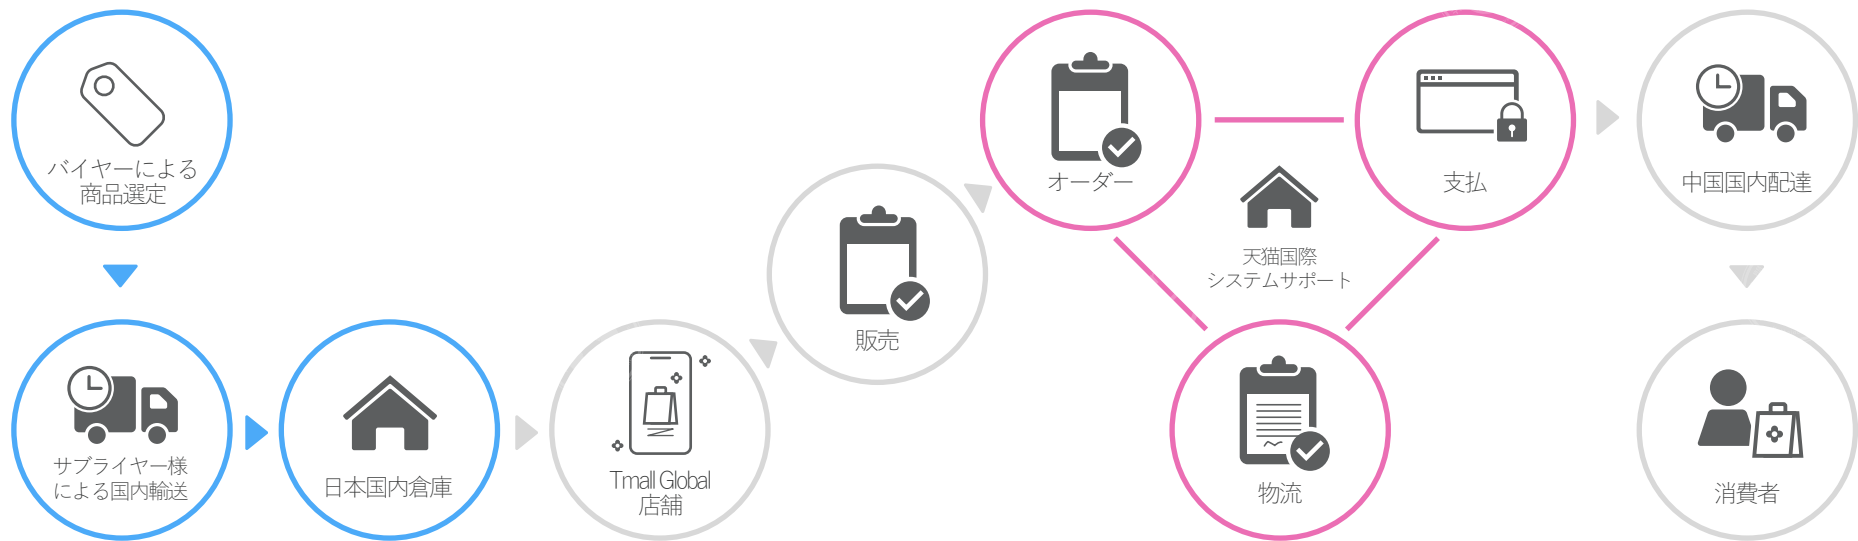 バイヤーによる
商品選定
サブライヤー様
による国内輸送
日本国内倉庫
Tmall Global
店舗
販売
オーダー
支払
天猫国際
システムサポート
物流
中国国内配達
消費者